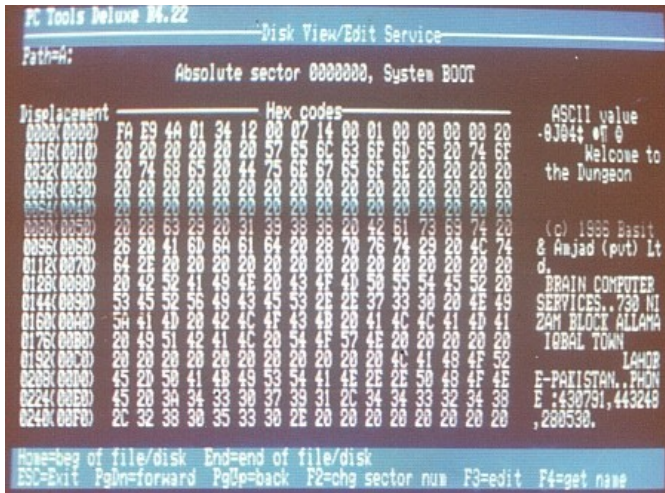 PC Tools Deluxe R4.22
Disk View/Edit Service
Path=A:
Absolute sector 0000000, System BOOT
Displacement Hex codes ASCII value
0000(0000) FA E9 4A 01 34 12 00 07 14 00 01 00 00 00 00 20
0016(0010) 20 20 20 20 20 20 57 65 6C 63 6F 6D 65 20 74 6F Welcome to
0032(0020) 20 74 68 65 20 44 75 6E 67 65 6F 6E 20 20 20 20 the Dungeon
0048(0030) 20 20 20 20 20 20 20 20 20 20 20 20 20 20 20 20
20 20 20 20 20 20 20 20 20 20 20 20 20 20 20 20
0080(0050) 20 28 63 29 20 31 39 38 36 20 42 61 73 69 74 20 (c) 1986 Basit
0096(0060) 26 20 41 6D 6A 61 64 20 28 70 76 74 29 20 4C 74 & Amjad (pvt) Lt
0112(0070) 64 2E 20 20 20 20 20 20 20 20 20 20 20 20 20 20 d.
0128(0080) 20 42 52 41 49 4E 20 43 4F 4D 50 55 54 45 52 20 BRAIN COMPUTER
0144(0090) 53 45 52 56 49 43 45 53 2E 2E 37 33 30 20 4E 49 SERVICES..730 NI
0160(00A0) 5A 41 4D 20 42 4C 4F 43 4B 20 41 4C 4C 41 4D 41 ZAM BLOCK ALLAMA
0176(00B0) 20 49 51 42 41 4C 20 54 4F 57 4E 20 20 20 20 20 IQBAL TOWN
0192(00C0) 20 20 20 20 20 20 20 20 20 20 20 4C 41 48 4F 52 LAHOR
0208(00D0) 45 2D 50 41 4B 49 53 54 41 4E 2E 2E 50 48 4F 4E E-PAKISTAN..PHON
0224(00E0) 45 20 3A 34 33 30 37 39 31 2C 34 34 33 32 34 38 E :430791,443248
0240(00F0) 2C 32 38 30 35 33 30 2E 20 20 20 20 20 20 20 20 ,280530.
Home=beg of file/disk End=end of file/disk
ESC=Exit PgDn=forward PgUp=back F2=chg sector num F3=edit F4=get name